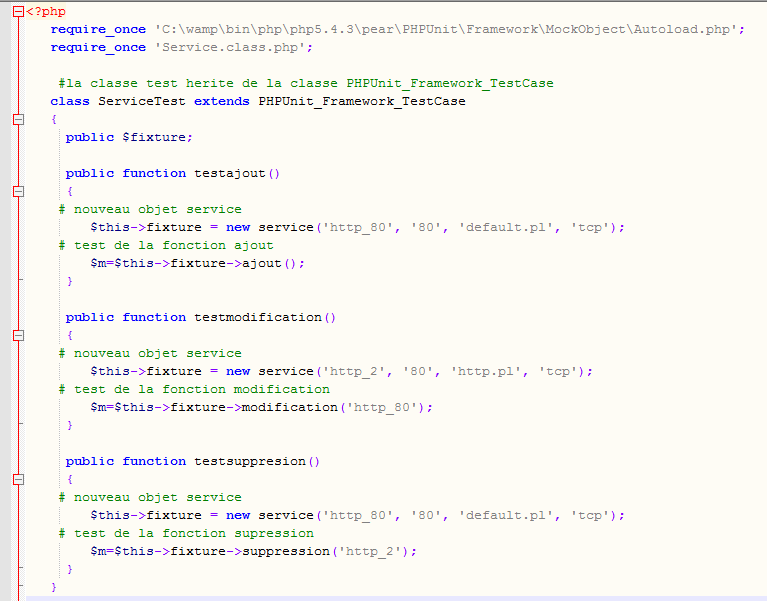 <?php
require_once 'C:\wamp\bin\php\php5.4.3\pear\PHPUnit\Framework\MockObject\Autoload.php';
require_once 'Service.class.php';
#la classe test herite de la classe PHPUnit_Framework_TestCase
class ServiceTest extends PHPUnit_Framework_TestCase
{
public $fixture;
public function testajout()
{
# nouveau objet service
$this->fixture = new service('http_80', '80', 'default.pl', 'tcp');
# test de la fonction ajout
$m=$this->fixture->ajout();
}
public function testmodification()
{
# nouveau objet service
$this->fixture = new service('http_2', '80', 'http.pl', 'tcp');
# test de la fonction modification
$m=$this->fixture->modification('http_80');
}
public function testsuppresion()
{
# nouveau objet service
$this->fixture = new service('http_80', '80', 'default.pl', 'tcp');
# test de la fonction supression
$m=$this->fixture->suppression('http_2');
}
}